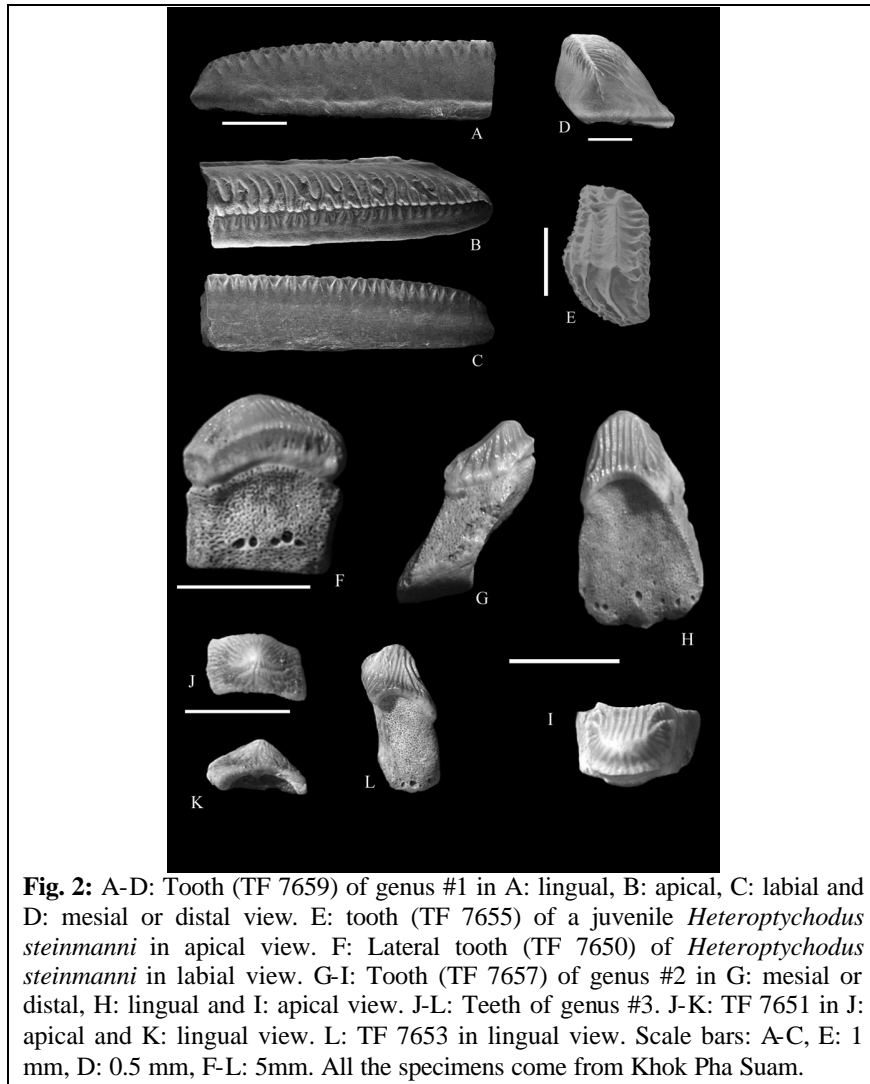 A
D
B
E
C
F
G
H
J
I
K
L
Fig. 2: A-D: Tooth (TF 7659) of genus #1 in A: lingual, B: apical, C: labial and
D: mesial or distal view. E: tooth (TF 7655) of a juvenile Heteroptychodus
steinmanni in apical view. F: Lateral tooth (TF 7650) of Heteroptychodus
steinmanni in labial view. G-I: Tooth (TF 7657) of genus #2 in G: mesial or
distal, H: lingual and I: apical view. J-L: Teeth of genus #3. J-K: TF 7651 in J:
apical and K: lingual view. L: TF 7653 in lingual view. Scale bars: A-C, E: 1
mm, D: 0.5 mm, F-L: 5mm. All the specimens come from Khok Pha Suam.